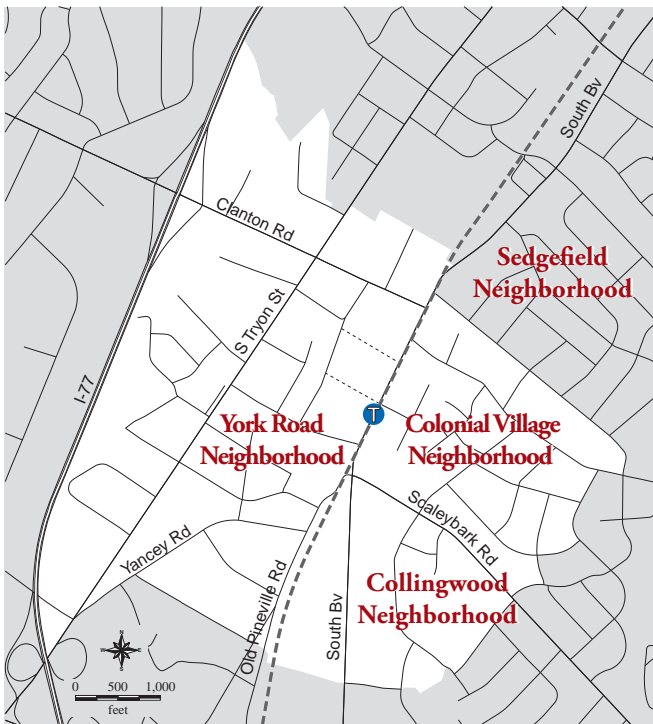 South Bv
Clanton Rd
Sedgefield
Neighborhood
S Tryon St
I-77
T
York Road
Neighborhood
Colonial Village
Neighborhood
Scaleybark Rd
Yancey Rd
Old Pineville Rd
South Bv
Collingwood
Neighborhood
N
W E
S
0 500 1,000
feet